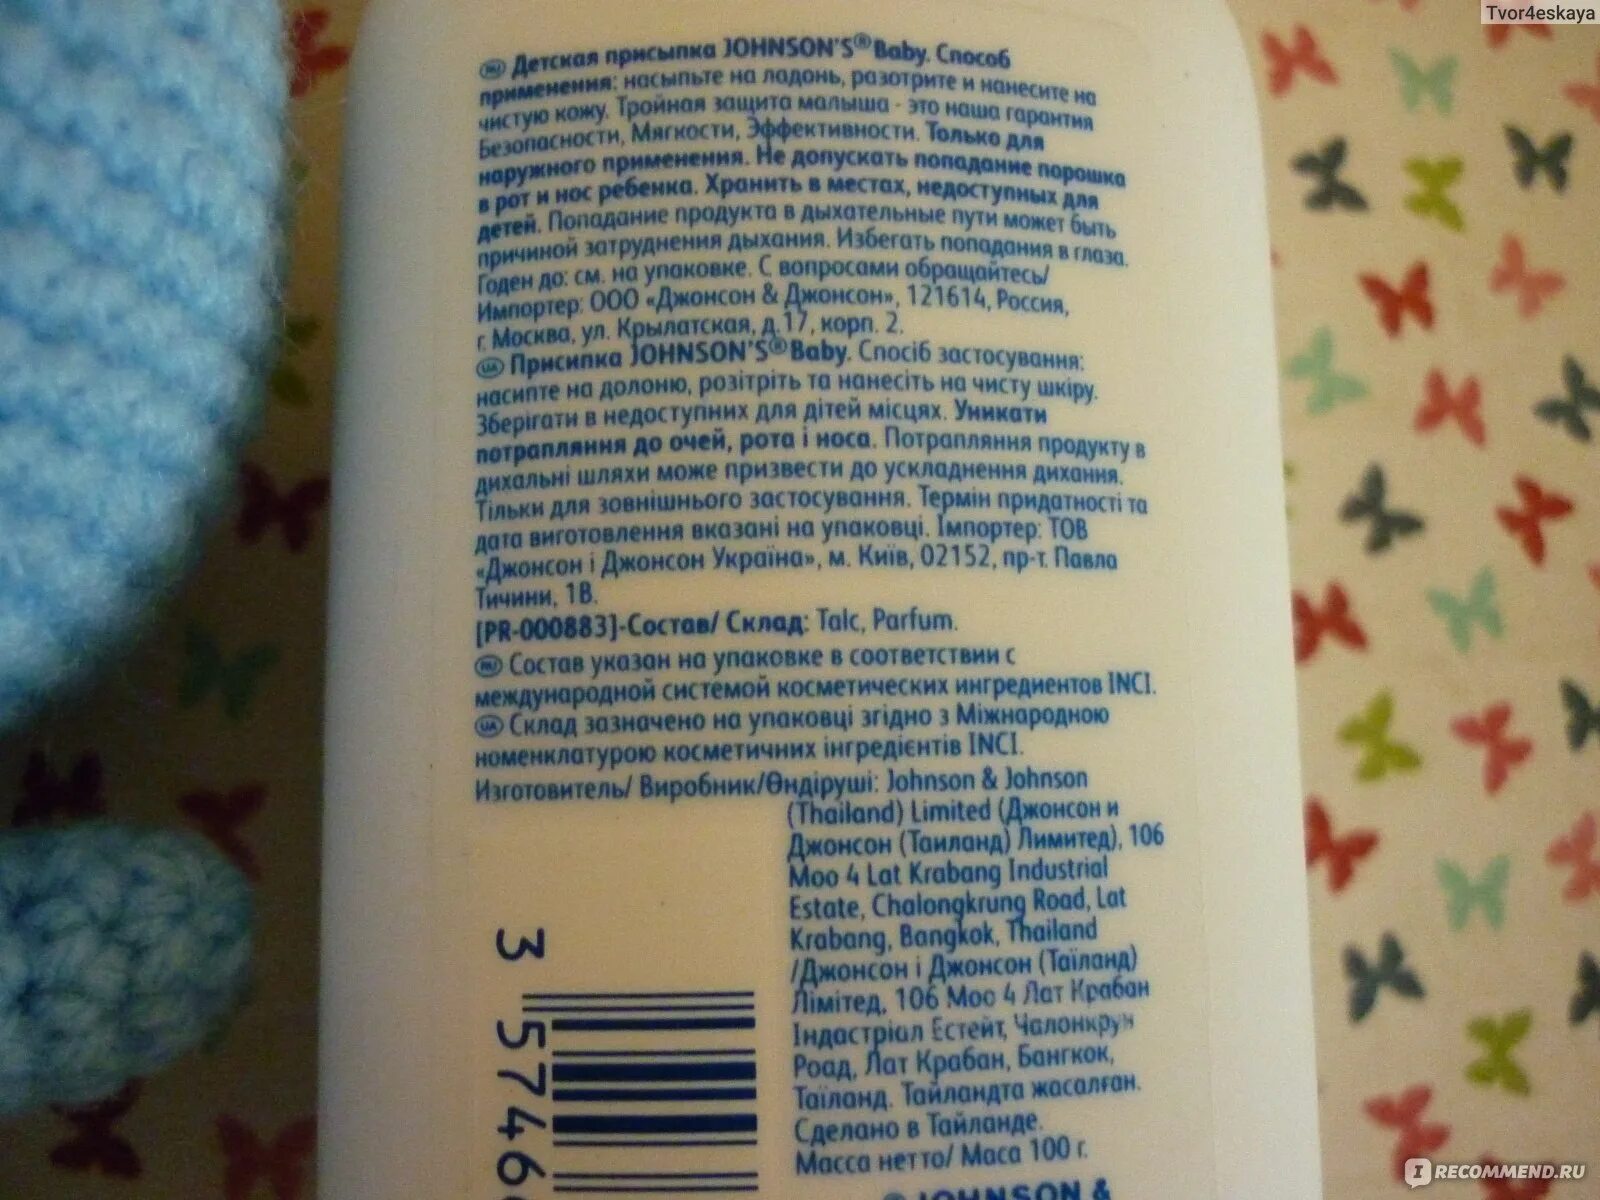 Tvor4eskaya
RU Детская присыпка JOHNSON'S® Baby. Способ
применения: насыпьте на ладонь, разотрите и нанесите на
чистую кожу. Тройная защита малыша - это наша гарантия
Безопасности, Мягкости, Эффективности. Только для
наружного применения. Не допускать попадание порошка
в рот и нос ребенка. Хранить в местах, недоступных для
детей. Попадание продукта в дыхательные пути может быть
причиной затруднения дыхания. Избегать попадания в глаза.
Годен до: см. на упаковке. С вопросами обращайтесь/
Импортер: ООО «Джонсон & Джонсон», 121614, Россия,
г. Москва, ул. Крылатская, д.17, корп. 2.
UA Присипка JOHNSON'S® Baby. Спосіб застосування:
насипте на долоню, розітріть та нанесіть на чисту шкіру.
Зберігати в недоступних для дітей місцях. Уникати
потрапляння до очей, рота і носа. Потрапляння продукту в
дихальні шляхи може призвести до ускладнення дихання.
Тільки для зовнішнього застосування. Термін придатності та
дата виготовлення вказані на упаковці. Імпортер: ТОВ
«Джонсон і Джонсон Україна», м. Київ, 02152, пр-т. Павла
Тичини, 1В.
[PR-000883]-Состав/ Склад: Talc, Parfum.
RU Состав указан на упаковке в соответствии с
международной системой косметических ингредиентов INCI.
UA Склад зазначено на упаковці згідно з Міжнародною
номенклатурою косметичних інгредієнтів INCI.
Изготовитель/ Виробник/Өндіруші: Johnson & Johnson
(Thailand) Limited (Джонсон и
Джонсон (Таиланд) Лимитед), 106
Moo 4 Lat Krabang Industrial
Estate, Chalongkrung Road, Lat
Krabang, Bangkok, Thailand
/Джонсон і Джонсон (Таїланд)
Лімітед, 106 Моо 4 Лат Крабан
Індастріал Естейт, Чалонкрун
Роад, Лат Крабан, Бангкок,
Таїланд. Тайландта жасалған.
Сделано в Тайланде.
Масса нетто/ Маса 100 г.
JOHNSON &
3 5746
IRECOMMEND.RU